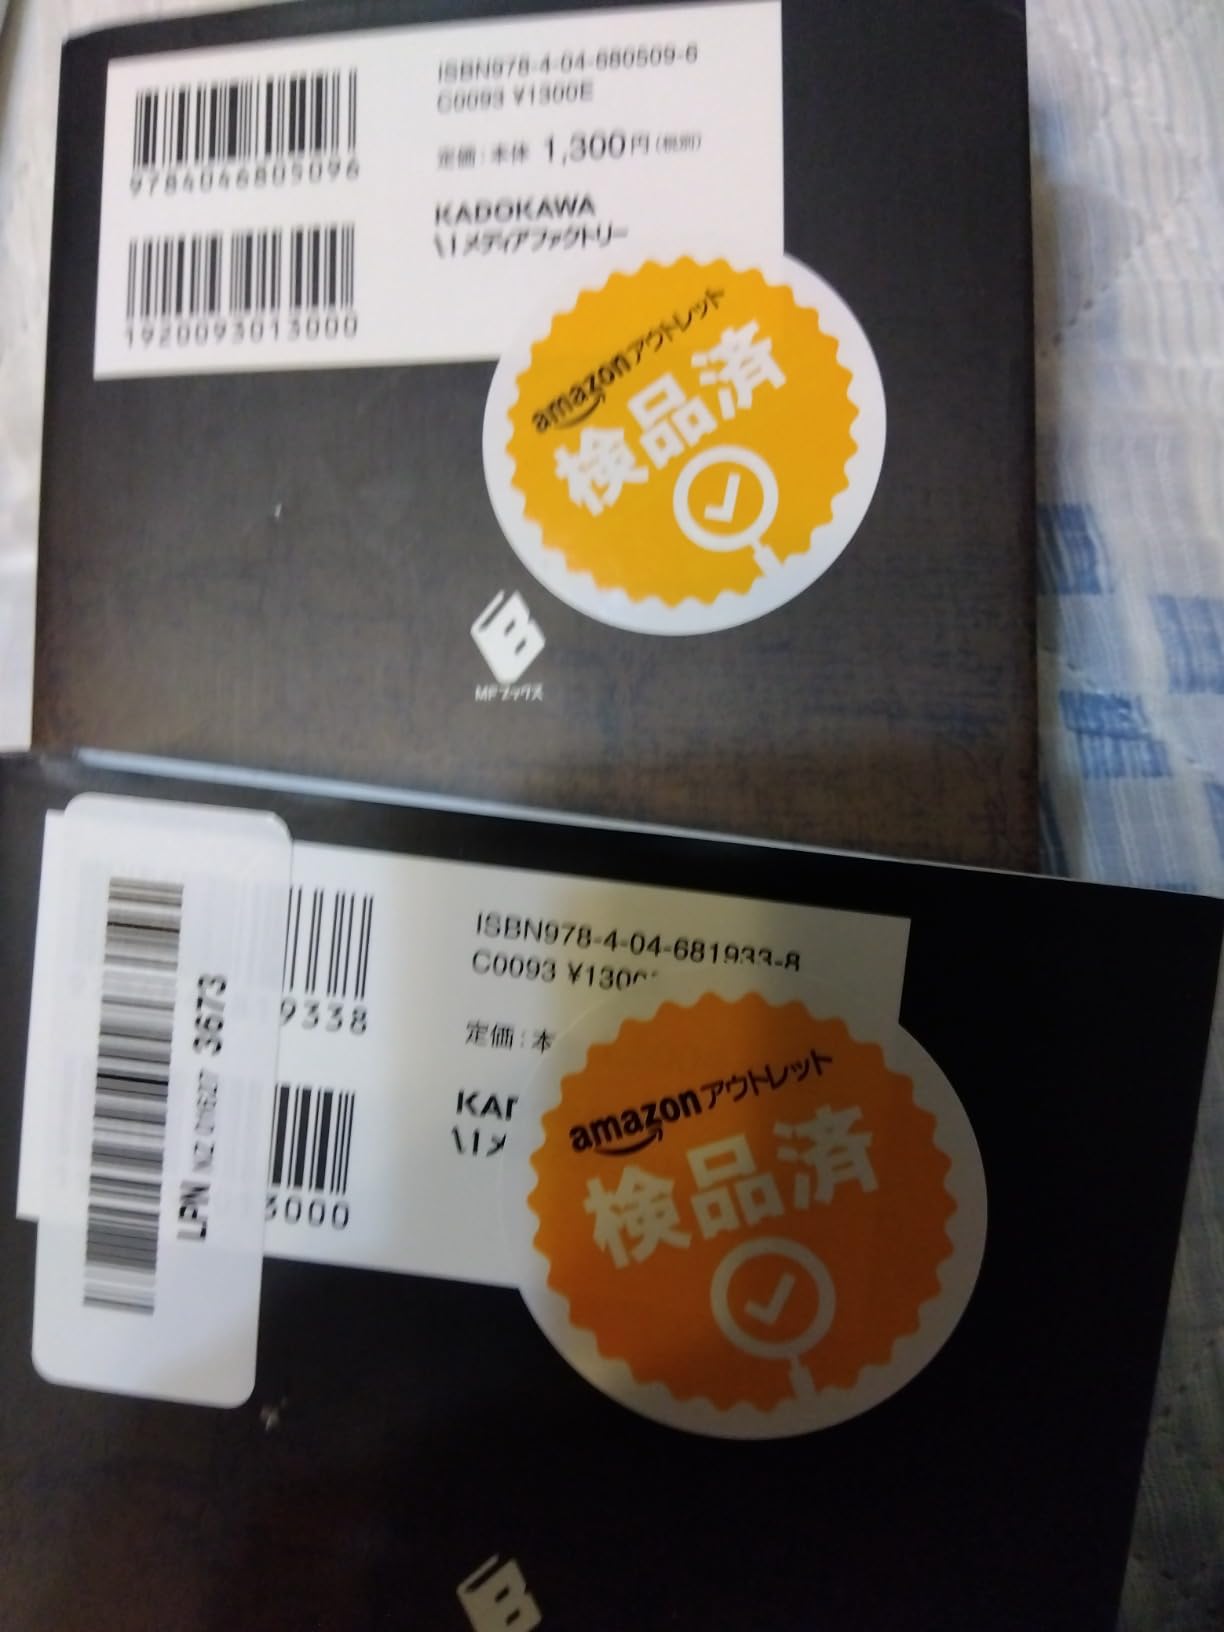 ISBN978-4-04-680509-6
C0093 ¥1300E
定価：本体 1,300円（税別）
9784046805096
KADOKAWA
メディアファクトリー
1920093013000
amazonアウトレット
検品済
MFブックス
ISBN978-4-04-681933-8
C0093 ¥130
9338
定価：本
3000
LPN 3673
amazonアウトレット
検品済